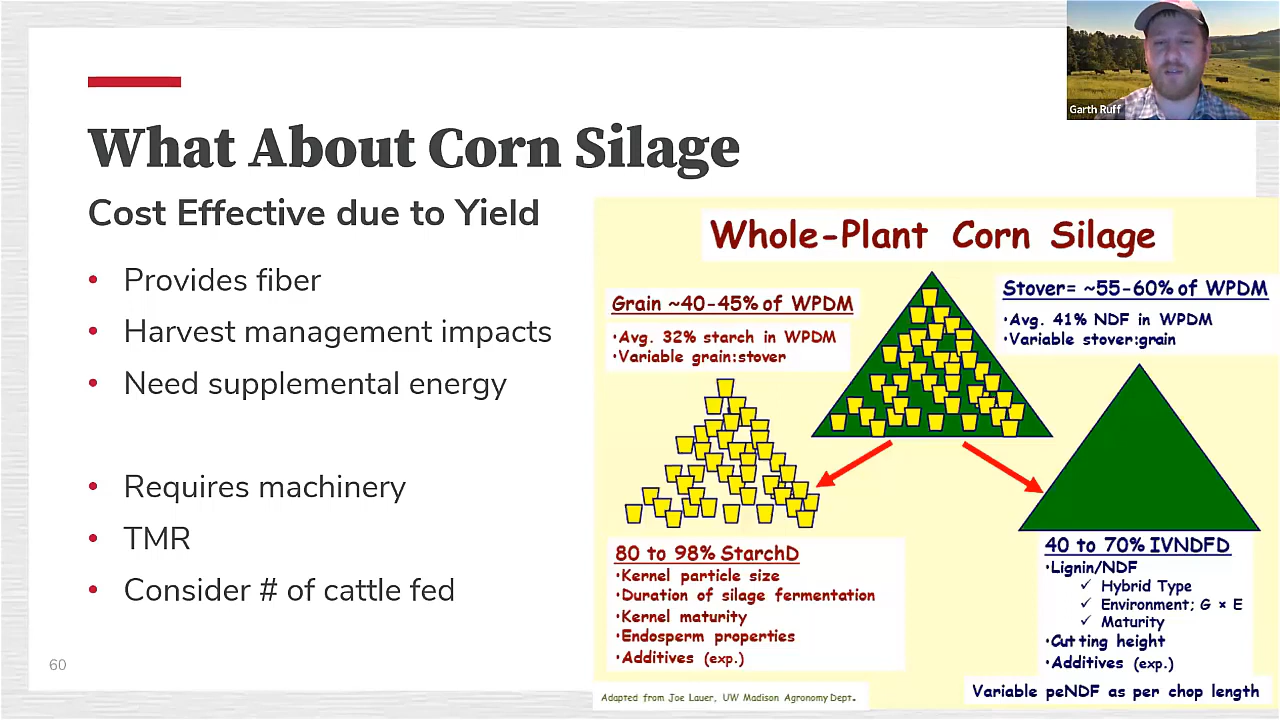 Garth Ruff
What About Corn Silage
Cost Effective due to Yield
• Provides fiber
• Harvest management impacts
• Need supplemental energy
• Requires machinery
• TMR
• Consider # of cattle fed
60
Whole-Plant Corn Silage
Grain ~40-45% of WPDM
•Avg. 32% starch in WPDM
•Variable grain:stover
Stover= ~55-60% of WPDM
•Avg. 41% NDF in WPDM
•Variable stover:grain
80 to 98% StarchD
•Kernel particle size
•Duration of silage fermentation
•Kernel maturity
•Endosperm properties
•Additives (exp.)
40 to 70% IVNDFD
•Lignin/NDF
✓ Hybrid Type
✓ Environment; G × E
✓ Maturity
•Cutting height
•Additives (exp.)
Variable peNDF as per chop length
Adapted from Joe Lauer, UW Madison Agronomy Dept.